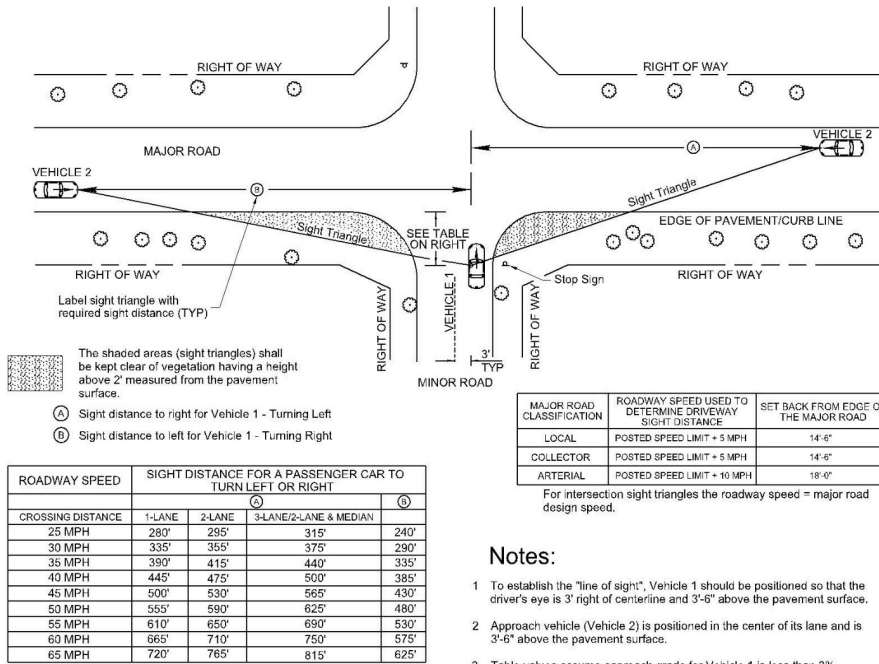 RIGHT OF WAY
RIGHT OF WAY
MAJOR ROAD
A
VEHICLE 2
VEHICLE 2
B
Sight Triangle
Sight Triangle
SEE TABLE
ON RIGHT
EDGE OF PAVEMENT/CURB LINE
RIGHT OF WAY
Stop Sign
RIGHT OF WAY
Label sight triangle with
required sight distance (TYP)
RIGHT OF WAY
VEHICLE 1
RIGHT OF WAY
3'
TYP
MINOR ROAD
The shaded areas (sight triangles) shall
be kept clear of vegetation having a height
above 2' measured from the pavement
surface.
A Sight distance to right for Vehicle 1 - Turning Left
B Sight distance to left for Vehicle 1 - Turning Right
MAJOR ROAD CLASSIFICATION ROADWAY SPEED USED TO DETERMINE DRIVEWAY SIGHT DISTANCE SET BACK FROM EDGE O THE MAJOR ROAD
LOCAL POSTED SPEED LIMIT + 5 MPH 14'-6"
COLLECTOR POSTED SPEED LIMIT + 5 MPH 14'-6"
ARTERIAL POSTED SPEED LIMIT + 10 MPH 18'-0"
For intersection sight triangles the roadway speed = major road
design speed.
ROADWAY SPEED SIGHT DISTANCE FOR A PASSENGER CAR TO TURN LEFT OR RIGHT
A B
CROSSING DISTANCE 1-LANE 2-LANE 3-LANE/2-LANE & MEDIAN
25 MPH 280' 295' 315' 240'
30 MPH 335' 355' 375' 290'
35 MPH 390' 415' 440' 335'
40 MPH 445' 475' 500' 385'
45 MPH 500' 530' 565' 430'
50 MPH 555' 590' 625' 480'
55 MPH 610' 650' 690' 530'
60 MPH 665' 710' 750' 575'
65 MPH 720' 765' 815' 625'
Notes:
1 To establish the "line of sight", Vehicle 1 should be positioned so that the
driver's eye is 3' right of centerline and 3'-6" above the pavement surface.
2 Approach vehicle (Vehicle 2) is positioned in the center of its lane and is
3'-6" above the pavement surface.
3 Table values assume approach grade for Vehicle 1 is less than 3%